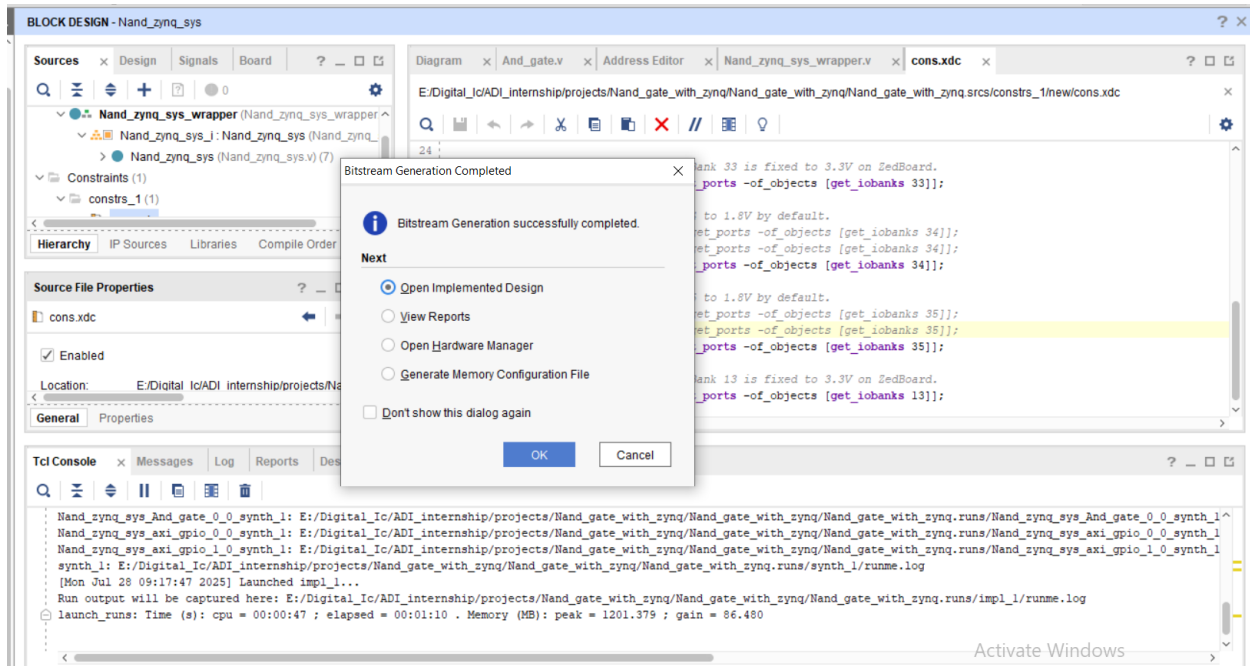 BLOCK DESIGN - Nand_zynq_sys
Sources Design Signals Board
0
Nand_zynq_sys_wrapper (Nand_zynq_sys_wrapper
Nand_zynq_sys_i : Nand_zynq_sys (Nand_zynq_
Nand_zynq_sys (Nand_zynq_sys.v) (7)
Constraints (1)
constrs_1 (1)
Hierarchy IP Sources Libraries Compile Order
Source File Properties
cons.xdc
Enabled
Location: E:/Digital_Ic/ADI_internship/projects/Na
General Properties
Diagram And_gate.v Address Editor Nand_zynq_sys_wrapper.v cons.xdc
E:/Digital_Ic/ADI_internship/projects/Nand_gate_with_zynq/Nand_gate_with_zynq/Nand_gate_with_zynq.srcs/constrs_1/new/cons.xdc
24
ank 33 is fixed to 3.3V on ZedBoard.
_ports -of_objects [get_iobanks 33]];
to 1.8V by default.
et_ports -of_objects [get_iobanks 34]];
et_ports -of_objects [get_iobanks 34]];
_ports -of_objects [get_iobanks 34]];
to 1.8V by default.
et_ports -of_objects [get_iobanks 35]];
et_ports -of_objects [get_iobanks 35]];
_ports -of_objects [get_iobanks 35]];
ank 13 is fixed to 3.3V on ZedBoard.
_ports -of_objects [get_iobanks 13]];
Bitstream Generation Completed
Bitstream Generation successfully completed.
Next
Open Implemented Design
View Reports
Open Hardware Manager
Generate Memory Configuration File
Don't show this dialog again
OK Cancel
Tcl Console Messages Log Reports Des
Nand_zynq_sys_And_gate_0_0_synth_1: E:/Digital_Ic/ADI_internship/projects/Nand_gate_with_zynq/Nand_gate_with_zynq/Nand_gate_with_zynq.runs/Nand_zynq_sys_And_gate_0_0_synth_1
Nand_zynq_sys_axi_gpio_0_0_synth_1: E:/Digital_Ic/ADI_internship/projects/Nand_gate_with_zynq/Nand_gate_with_zynq/Nand_gate_with_zynq.runs/Nand_zynq_sys_axi_gpio_0_0_synth_1
Nand_zynq_sys_axi_gpio_1_0_synth_1: E:/Digital_Ic/ADI_internship/projects/Nand_gate_with_zynq/Nand_gate_with_zynq/Nand_gate_with_zynq.runs/Nand_zynq_sys_axi_gpio_1_0_synth_1
synth_1: E:/Digital_Ic/ADI_internship/projects/Nand_gate_with_zynq/Nand_gate_with_zynq/Nand_gate_with_zynq.runs/synth_1/runme.log
[Mon Jul 28 09:17:47 2025] Launched impl_1...
Run output will be captured here: E:/Digital_Ic/ADI_internship/projects/Nand_gate_with_zynq/Nand_gate_with_zynq/Nand_gate_with_zynq.runs/impl_1/runme.log
launch_runs: Time (s): cpu = 00:00:47 ; elapsed = 00:01:10 . Memory (MB): peak = 1201.379 ; gain = 86.480
Activate Windows